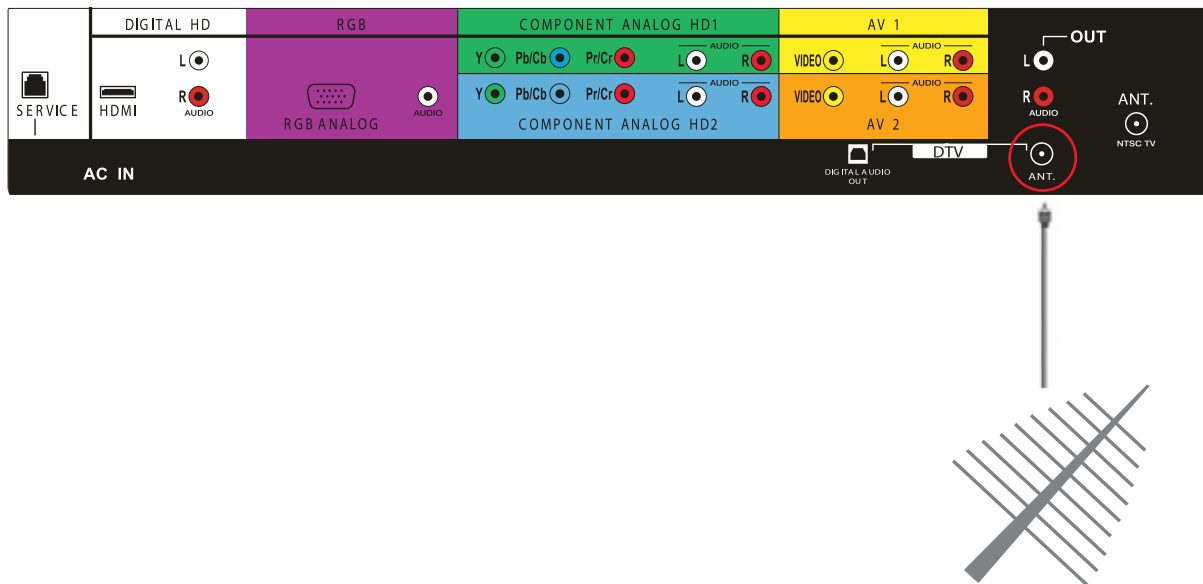 DIGITAL HD
RGB
COMPONENT ANALOG HD1
AV 1
OUT
L
R
AUDIO
SERVICE
HDMI
RGB ANALOG
AUDIO
Y Pb/Cb Pr/Cr L AUDIO R
Y Pb/Cb Pr/Cr L AUDIO R
COMPONENT ANALOG HD2
VIDEO L AUDIO R
VIDEO L AUDIO R
AV 2
L
R
AUDIO
ANT.
NTSC TV
AC IN
DIGITAL AUDIO
OUT
DTV
ANT.